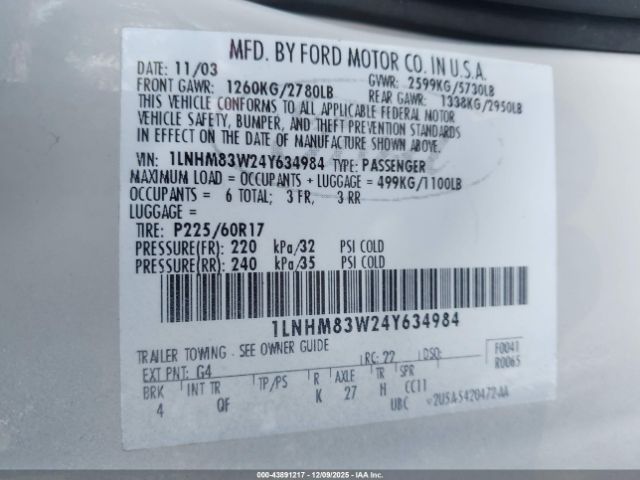 MFD. BY FORD MOTOR CO. IN U.S.A.
DATE: 11/03 GVWR: 2599KG/5730LB
FRONT GAWR: 1260KG/2780LB REAR GAWR: 1338KG/2950LB
THIS VEHICLE CONFORMS TO ALL APPLICABLE FEDERAL MOTOR
VEHICLE SAFETY, BUMPER, AND THEFT PREVENTION STANDARDS
IN EFFECT ON THE DATE OF MANUFACTURE SHOWN ABOVE.
VIN: 1LNHM83W24Y634984 TYPE: PASSENGER
MAXIMUM LOAD = OCCUPANTS + LUGGAGE = 499KG/1100LB
OCCUPANTS = 6 TOTAL; 3 FR, 3 RR
LUGGAGE =
TIRE: P225/60R17
PRESSURE(FR): 220 kPa/32 PSI COLD
PRESSURE(RR): 240 kPa/35 PSI COLD
1LNHM83W24Y634984
TRAILER TOWING - SEE OWNER GUIDE F0041
EXT PNT: G4 RC: 22 DSO: R0065
BRK INT TR TP/PS R AXLE TR SPR
4 QF K 27 H CC11
UBC
000-43891217 - 12/09/2025 - IAAI.com